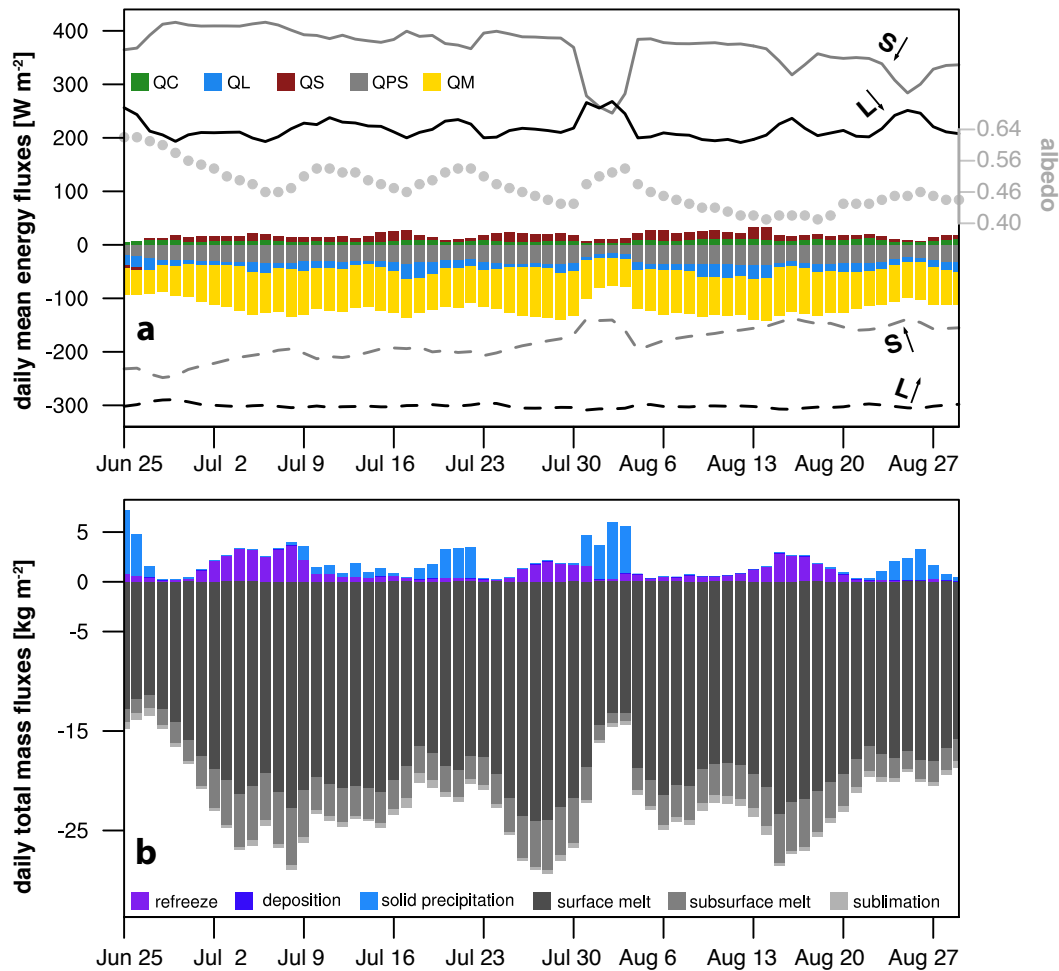 daily mean energy fluxes [W m⁻²]
400
300
200
100
0
-100
-200
-300
QC QL QS QPS QM
S
L
S
L
0.64
0.56
0.46
0.40
albedo
a
Jun 25 Jul 2 Jul 9 Jul 16 Jul 23 Jul 30 Aug 6 Aug 13 Aug 20 Aug 27
daily total mass fluxes [kg m⁻²]
5
0
-5
-15
-25
b
refreeze deposition solid precipitation surface melt subsurface melt sublimation
Jun 25 Jul 2 Jul 9 Jul 16 Jul 23 Jul 30 Aug 6 Aug 13 Aug 20 Aug 27